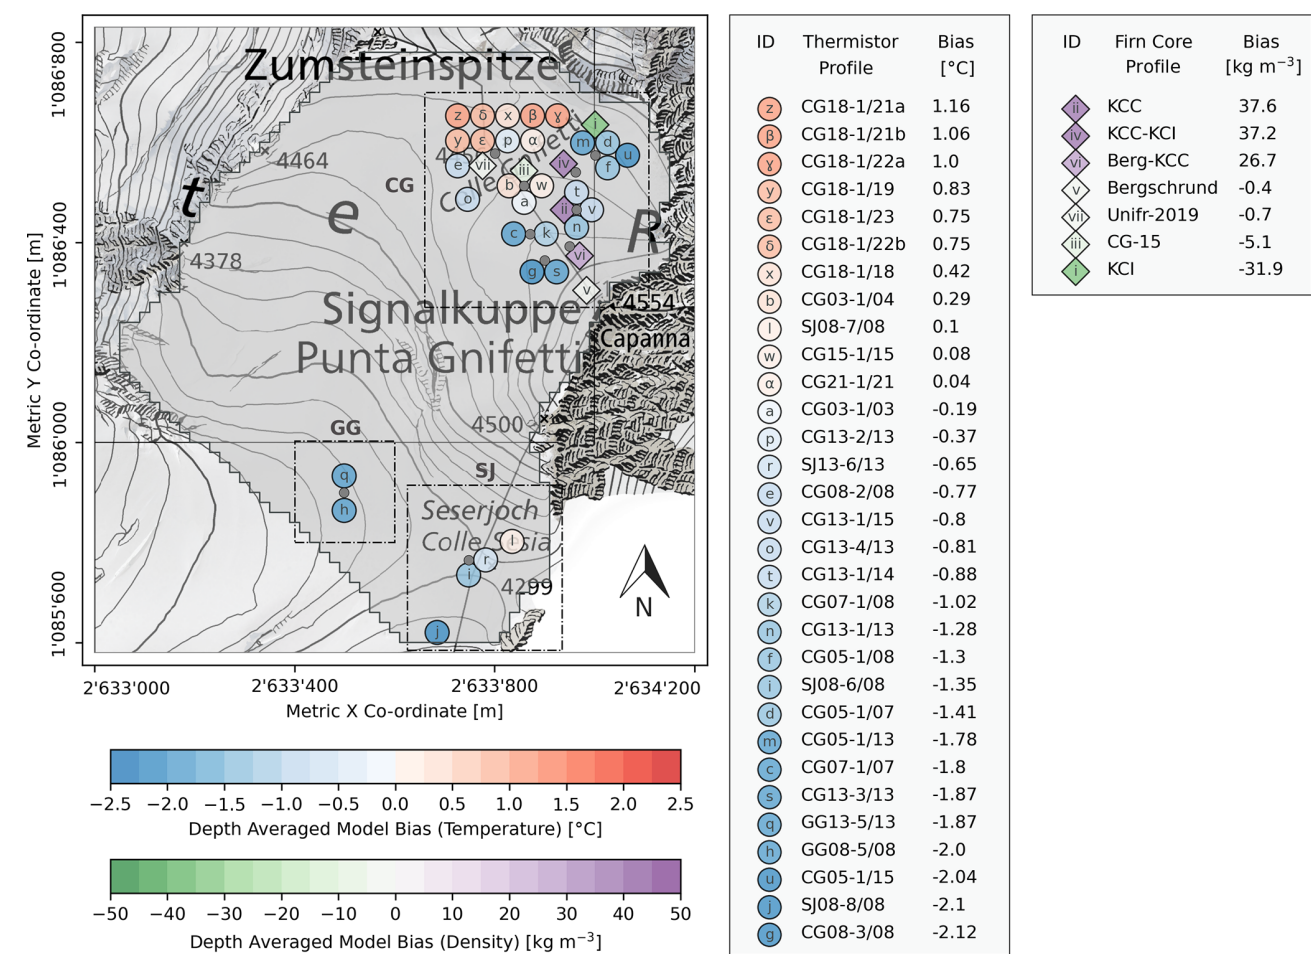 Zumsteinspitze
4464
t
CG
e
Colle Gnifetti
R
4378
Signalkuppe
4554
Punta Gnifetti
Capanna
4500
GG
SJ
Seserjoch
Colle Sesia
4299
N
z δ x β ɣ i
y ε p α m d u
e vii iii iv f
b w t
o a ii v
c k n
vi
g s
v
q
h
l
r
i
j
Metric Y Co-ordinate [m]
1'086'800
1'086'400
1'086'000
1'085'600
2'633'000 2'633'400 2'633'800 2'634'200
Metric X Co-ordinate [m]
−2.5 −2.0 −1.5 −1.0 −0.5 0.0 0.5 1.0 1.5 2.0 2.5
Depth Averaged Model Bias (Temperature) [°C]
−50 −40 −30 −20 −10 0 10 20 30 40 50
Depth Averaged Model Bias (Density) [kg m⁻³]
ID Thermistor Bias
Profile [°C]
z CG18-1/21a 1.16
β CG18-1/21b 1.06
ɣ CG18-1/22a 1.0
y CG18-1/19 0.83
ε CG18-1/23 0.75
δ CG18-1/22b 0.75
x CG18-1/18 0.42
b CG03-1/04 0.29
l SJ08-7/08 0.1
w CG15-1/15 0.08
α CG21-1/21 0.04
a CG03-1/03 -0.19
p CG13-2/13 -0.37
r SJ13-6/13 -0.65
e CG08-2/08 -0.77
v CG13-1/15 -0.8
o CG13-4/13 -0.81
t CG13-1/14 -0.88
k CG07-1/08 -1.02
n CG13-1/13 -1.28
f CG05-1/08 -1.3
i SJ08-6/08 -1.35
d CG05-1/07 -1.41
m CG05-1/13 -1.78
c CG07-1/07 -1.8
s CG13-3/13 -1.87
q GG13-5/13 -1.87
h GG08-5/08 -2.0
u CG05-1/15 -2.04
j SJ08-8/08 -2.1
g CG08-3/08 -2.12
ID Firn Core Bias
Profile [kg m⁻³]
ii KCC 37.6
iv KCC-KCI 37.2
vi Berg-KCC 26.7
v Bergschrund -0.4
vii Unifr-2019 -0.7
iii CG-15 -5.1
i KCI -31.9